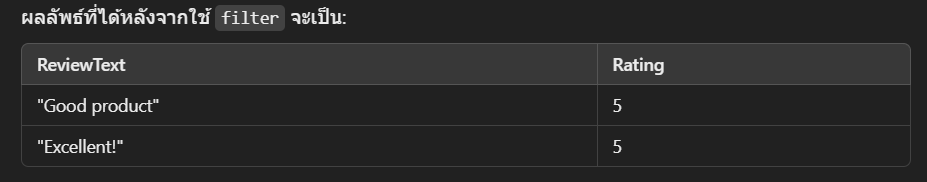 ผลลัพธ์ที่ได้หลังจากใช้ filter จะเป็น:
ReviewText Rating
"Good product" 5
"Excellent!" 5